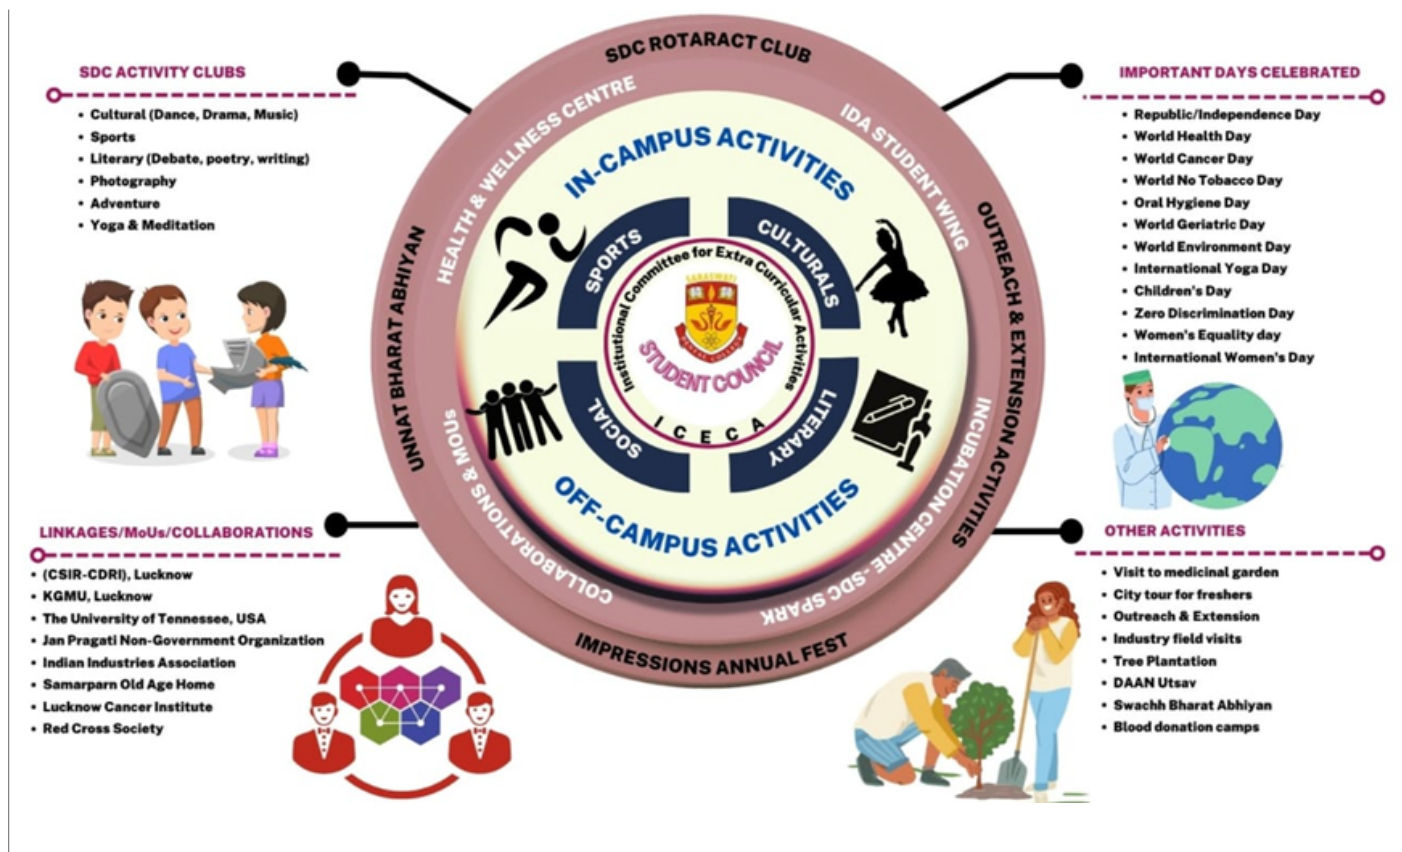 SDC ACTIVITY CLUBS
• Cultural (Dance, Drama, Music)
• Sports
• Literary (Debate, poetry, writing)
• Photography
• Adventure
• Yoga & Meditation
SDC ROTARACT CLUB
UNNAT BHARAT ABHIYAN
OUTREACH & EXTENSION ACTIVITIES
IMPRESSIONS ANNUAL FEST
HEALTH & WELLNESS CENTRE
IDA STUDENT WING
COLLABORATIONS & MOUs
INCUBATION CENTRE-SDC SPARK
IN-CAMPUS ACTIVITIES
SPORTS
CULTURALS
Institutional Committee for Extra Curricular Activities
SARASWATI
DENTAL COLLEGE
STUDENT COUNCIL
I C E C A
SOCIAL
LITERARY
OFF-CAMPUS ACTIVITIES
IMPORTANT DAYS CELEBRATED
• Republic/Independence Day
• World Health Day
• World Cancer Day
• World No Tobacco Day
• Oral Hygiene Day
• World Geriatric Day
• World Environment Day
• International Yoga Day
• Children's Day
• Zero Discrimination Day
• Women's Equality day
• International Women's Day
LINKAGES/MoUs/COLLABORATIONS
• (CSIR-CDRI), Lucknow
• KGMU, Lucknow
• The University of Tennessee, USA
• Jan Pragati Non-Government Organization
• Indian Industries Association
• Samarparn Old Age Home
• Lucknow Cancer Institute
• Red Cross Society
OTHER ACTIVITIES
• Visit to medicinal garden
• City tour for freshers
• Outreach & Extension
• Industry field visits
• Tree Plantation
• DAAN Utsav
• Swachh Bharat Abhiyan
• Blood donation camps